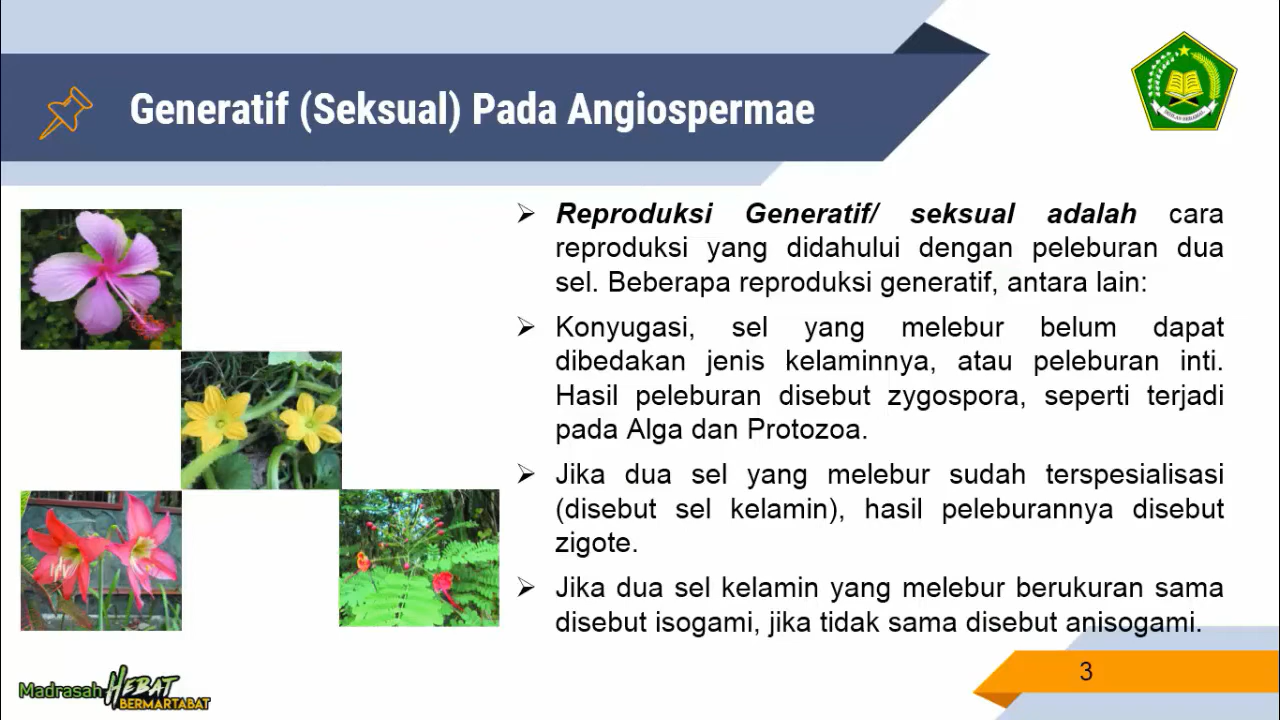 Generatif (Seksual) Pada Angiospermae
Reproduksi Generatif/ seksual adalah cara
reproduksi yang didahului dengan peleburan dua
sel. Beberapa reproduksi generatif, antara lain:
Konyugasi, sel yang melebur belum dapat
dibedakan jenis kelaminnya, atau peleburan inti.
Hasil peleburan disebut zygospora, seperti terjadi
pada Alga dan Protozoa.
Jika dua sel yang melebur sudah terspesialisasi
(disebut sel kelamin), hasil peleburannya disebut
zigote.
Jika dua sel kelamin yang melebur berukuran sama
disebut isogami, jika tidak sama disebut anisogami.
Madrasah HEBAT
BERMARTABAT
3